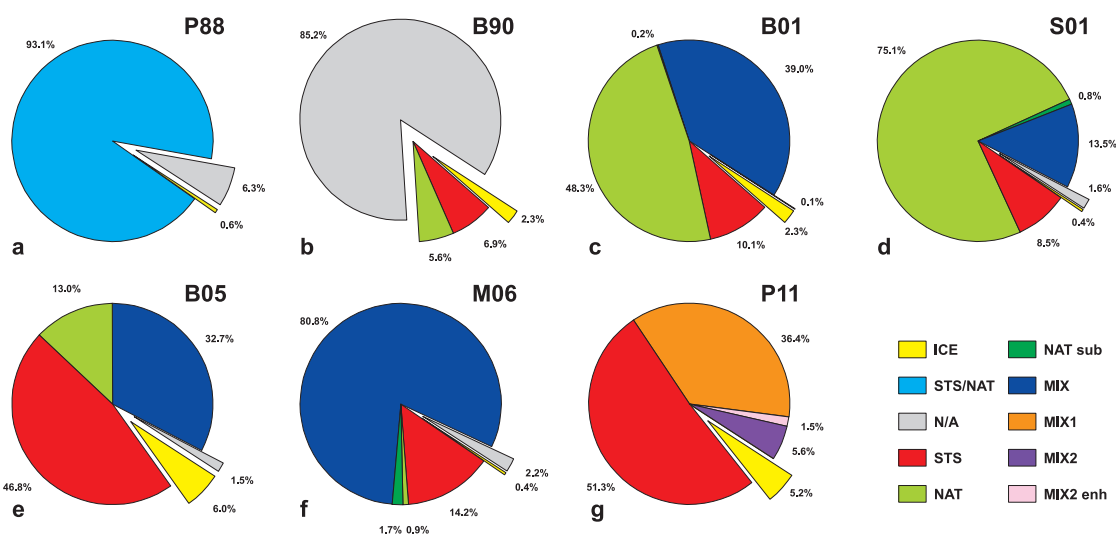 P88
93.1%
6.3%
0.6%
a
B90
85.2%
2.3%
6.9%
5.6%
b
B01
0.2%
39.0%
48.3%
0.1%
2.3%
10.1%
c
S01
75.1%
0.8%
13.5%
1.6%
0.4%
8.5%
d
B05
13.0%
32.7%
46.8%
1.5%
6.0%
e
M06
80.8%
2.2%
0.4%
14.2%
1.7%
0.9%
f
P11
36.4%
1.5%
5.6%
51.3%
5.2%
g
ICE
STS/NAT
N/A
STS
NAT
NAT sub
MIX
MIX1
MIX2
MIX2 enh